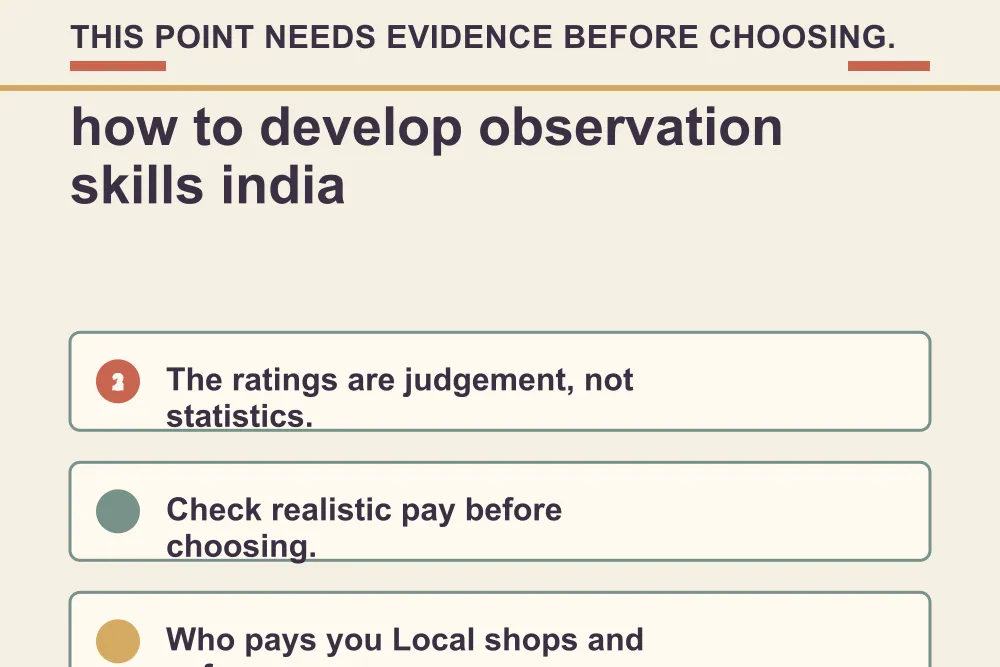 THIS POINT NEEDS EVIDENCE BEFORE CHOOSING.
how to develop observation
skills india
The ratings are judgement, not
statistics.
Check realistic pay before
choosing.
Who pays you Local shops and